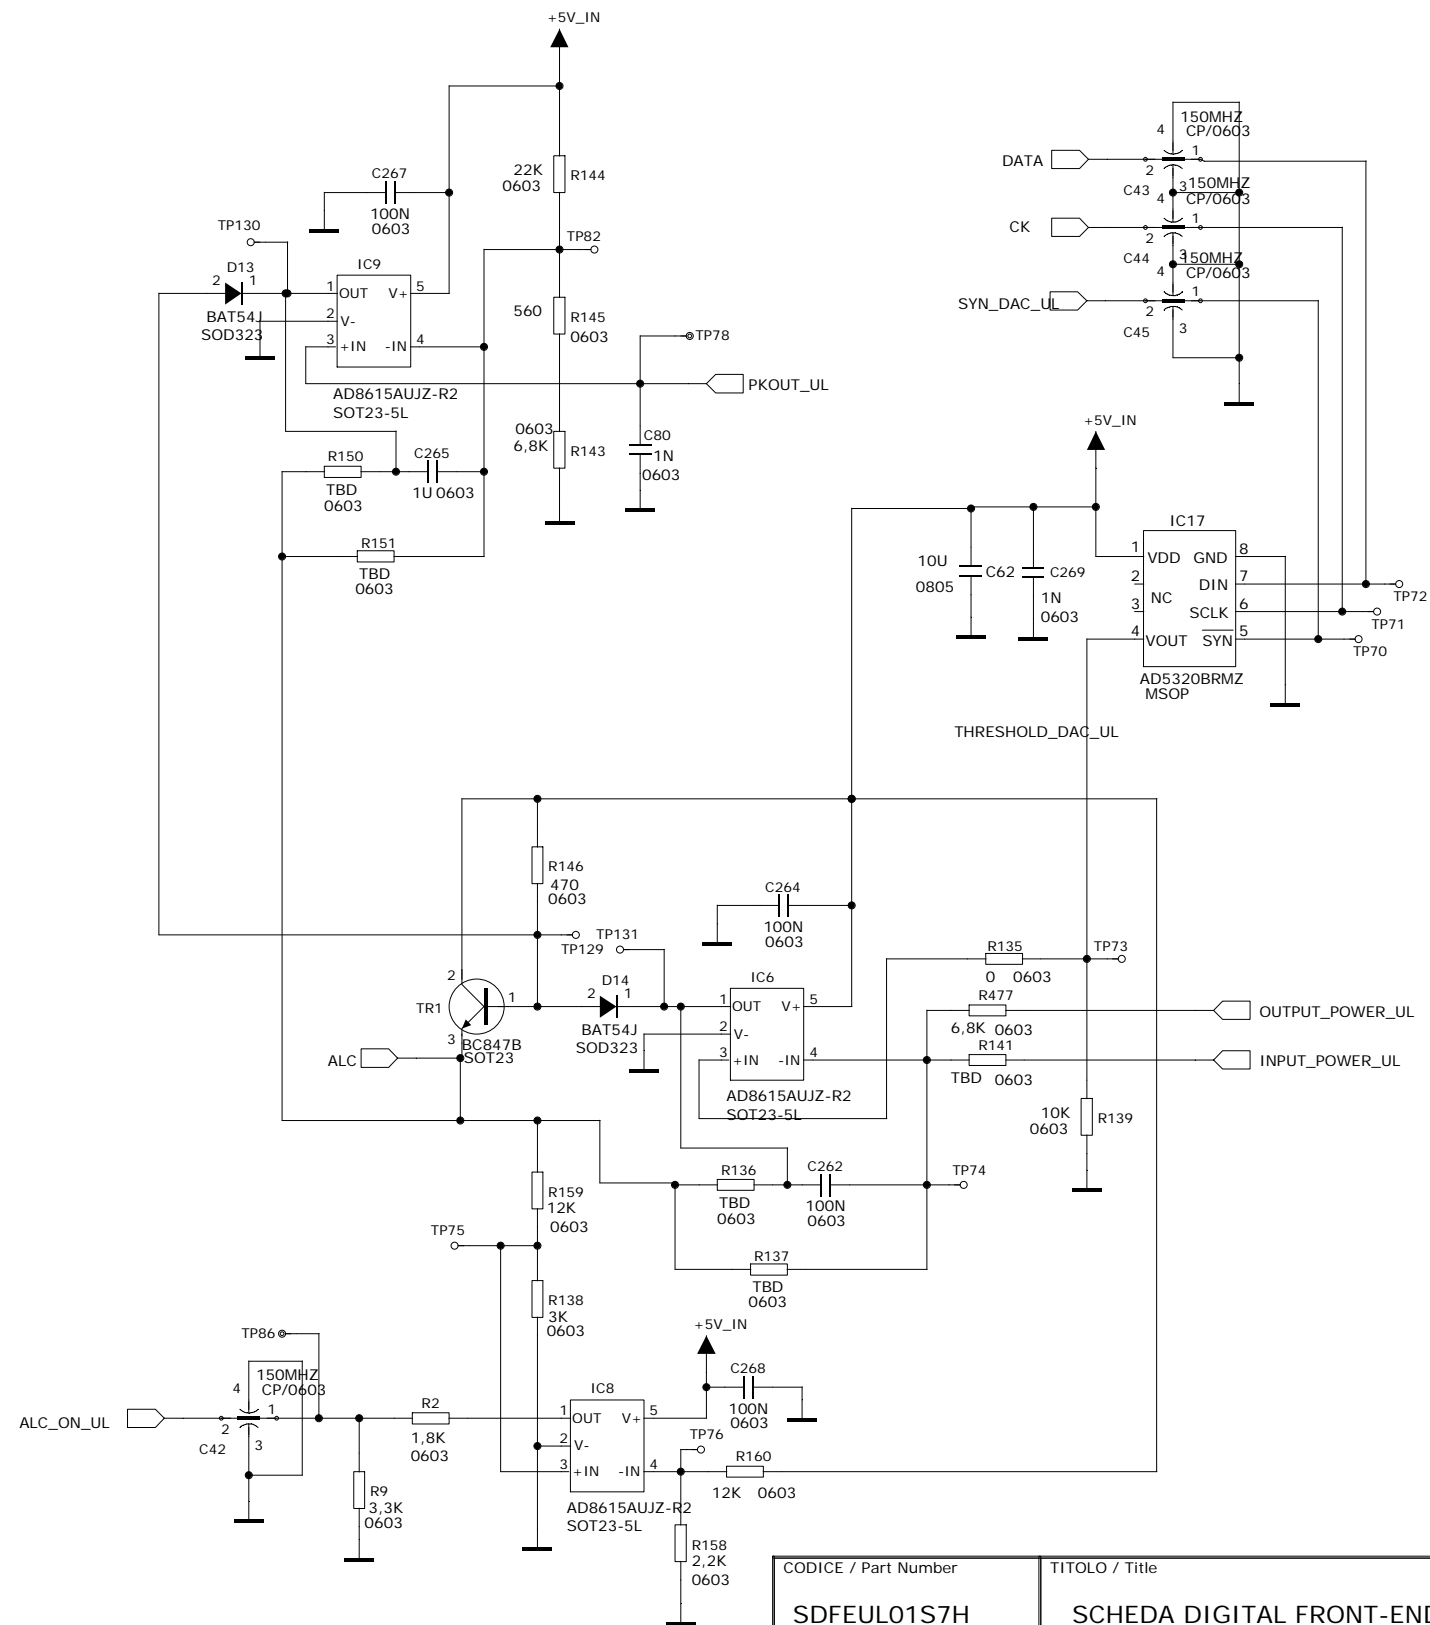 +5V_IN
22K
0603
R144
C267
100N
0603
TP130
TP82
D13
2
1
BAT54J
SOD323
IC9
1
OUT
V+
5
2
V-
3
+IN
-IN
4
AD8615AUJZ-R2
SOT23-5L
560
R145
0603
TP78
PKOUT_UL
0603
6,8K
R143
C80
1N
0603
R150
TBD
0603
C265
1U 0603
R151
TBD
0603
150MHZ
CP/0603
4
1
DATA
2
C43
3
150MHZ
CP/0603
4
1
CK
2
C44
3
150MHZ
CP/0603
4
1
SYN_DAC_UL
2
C45
3
+5V_IN
10U
0805
C62
C269
1N
0603
IC17
1
VDD
GND
8
2
NC
DIN
7
3
SCLK
6
4
VOUT
SYN
5
AD5320BRMZ
MSOP
TP72
TP71
TP70
THRESHOLD_DAC_UL
R146
470
0603
C264
100N
0603
TP129
TP131
2
TR1
1
3
BC847B
SOT23
ALC
D14
2
1
BAT54J
SOD323
IC6
1
OUT
V+
5
2
V-
3
+IN
-IN
4
AD8615AUJZ-R2
SOT23-5L
R135
0 0603
TP73
R477
6,8K 0603
OUTPUT_POWER_UL
R141
TBD 0603
INPUT_POWER_UL
10K
0603
R139
R136
TBD
0603
C262
100N
0603
TP74
R137
TBD
0603
R159
12K
0603
TP75
R138
3K
0603
TP86
150MHZ
CP/0603
4
1
ALC_ON_UL
2
C42
3
R9
3,3K
0603
R2
1,8K
0603
IC8
1
OUT
V+
5
2
V-
3
+IN
-IN
4
AD8615AUJZ-R2
SOT23-5L
+5V_IN
C268
100N
0603
TP76
R160
12K 0603
R158
2,2K
0603
CODICE / Part Number
TITOLO / Title
SDFEUL01S7H
SCHEDA DIGITAL FRONT-END